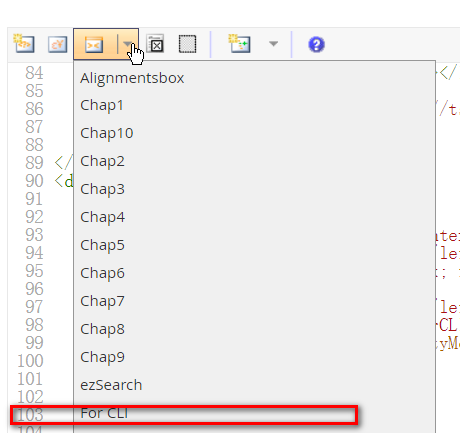 84 </
Alignmentsbox
85
Chap1
86 //t
87
Chap10
88
89 </
Chap2
90 <d
91
Chap3
92
Chap4
93
94
Chap5
95
96
Chap6
97
Chap7
98 CL
Chap8
99
100
Chap9
101
ezSearch
102
103
For CLI